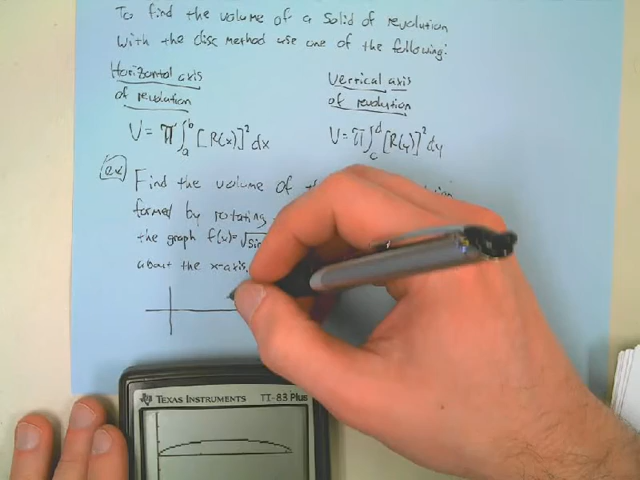 To find the volume of a solid of revolution
with the disc method use one of the following:
Horizontal axis
of revolution
V = π∫ₐᵇ [R(x)]² dx
Verrical axis
of revolution
V = π∫꜀ᵈ [R(y)]² dy
ex Find the volume of
formed by rotating
the graph f(x)=√sin
about the x-axis.
TEXAS INSTRUMENTS TI-83 Plus